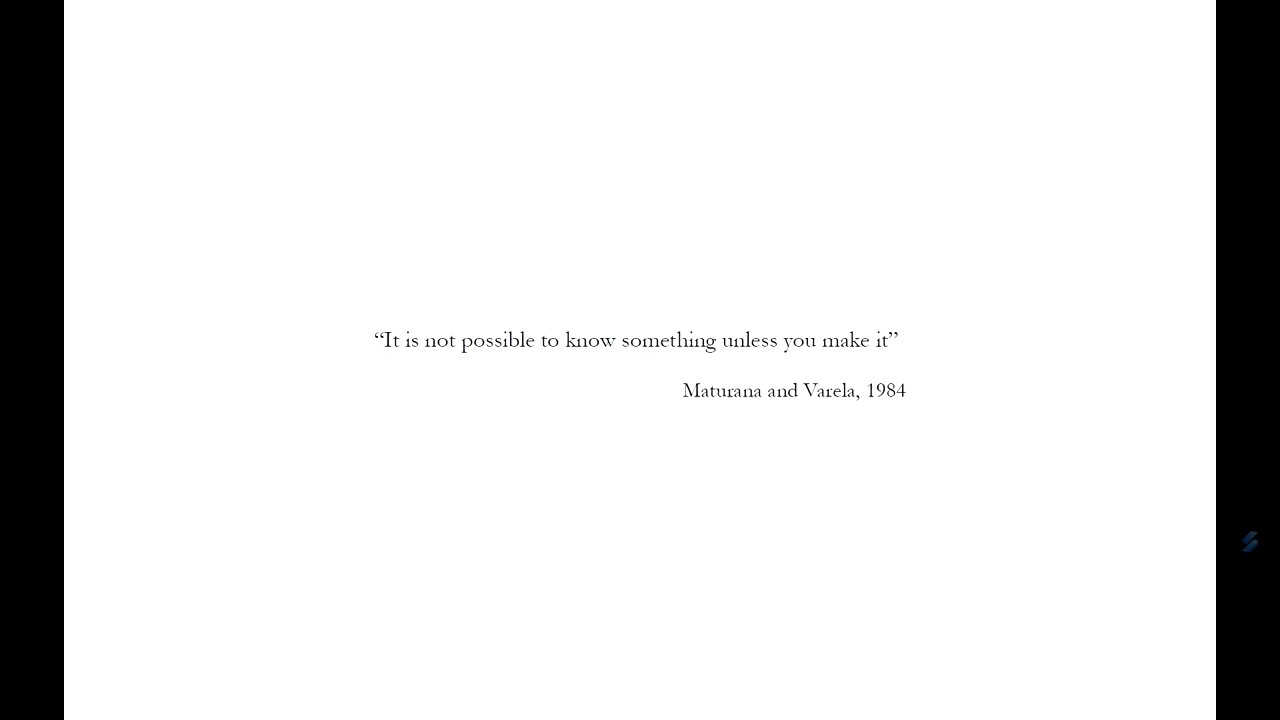 “It is not possible to know something unless you make it”
Maturana and Varela, 1984